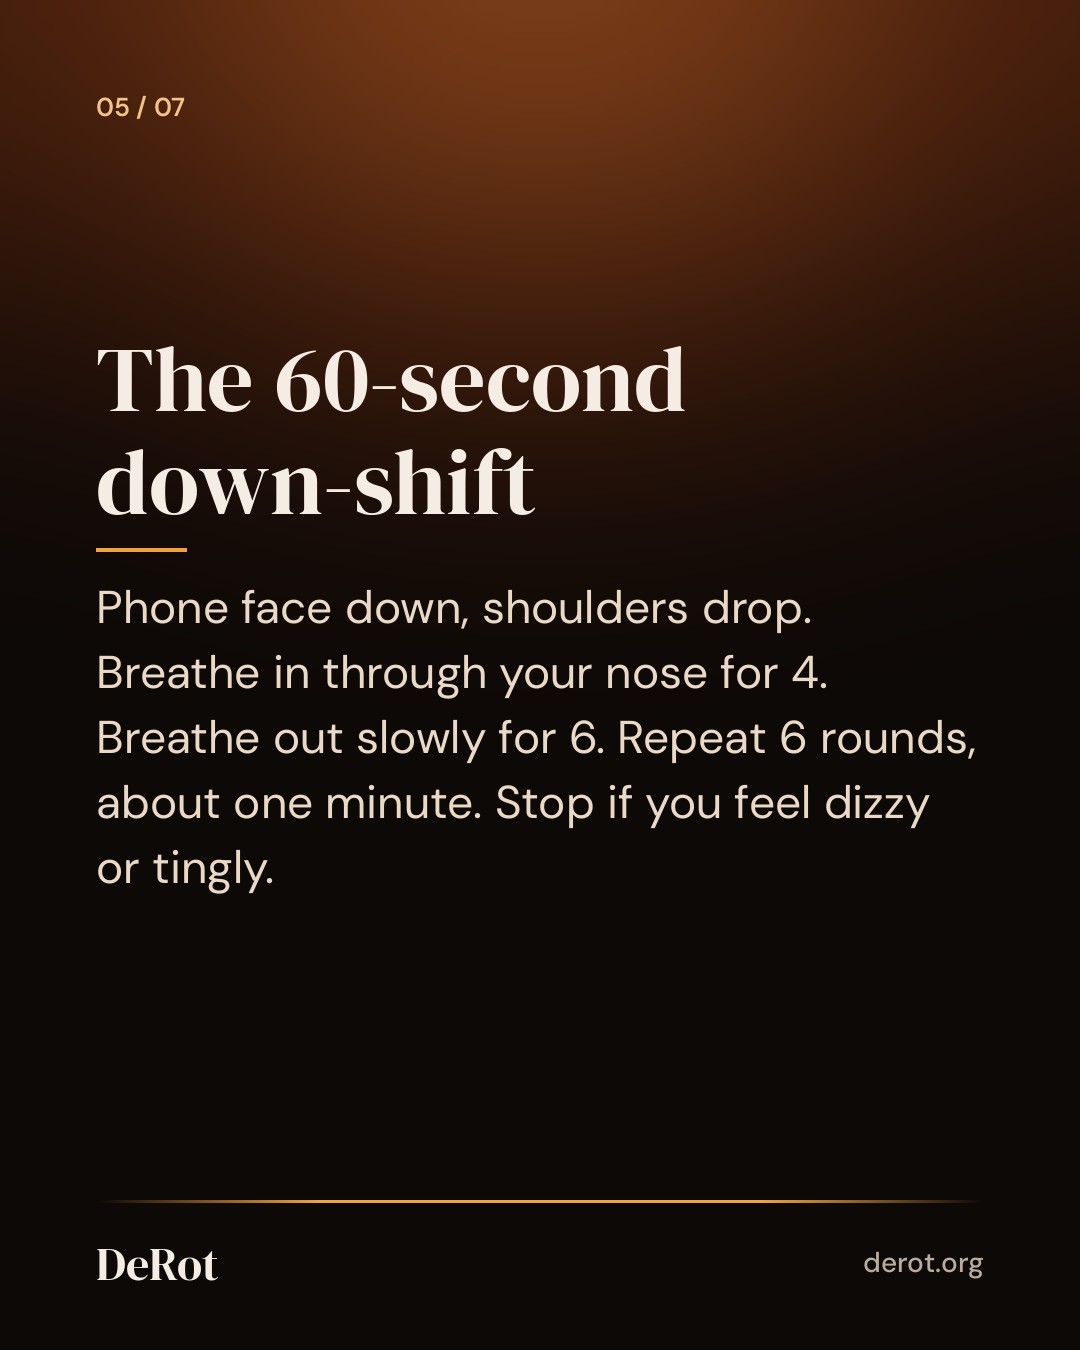 05 / 07
The 60-second
down-shift
Phone face down, shoulders drop.
Breathe in through your nose for 4.
Breathe out slowly for 6. Repeat 6 rounds,
about one minute. Stop if you feel dizzy
or tingly.
DeRot
derot.org